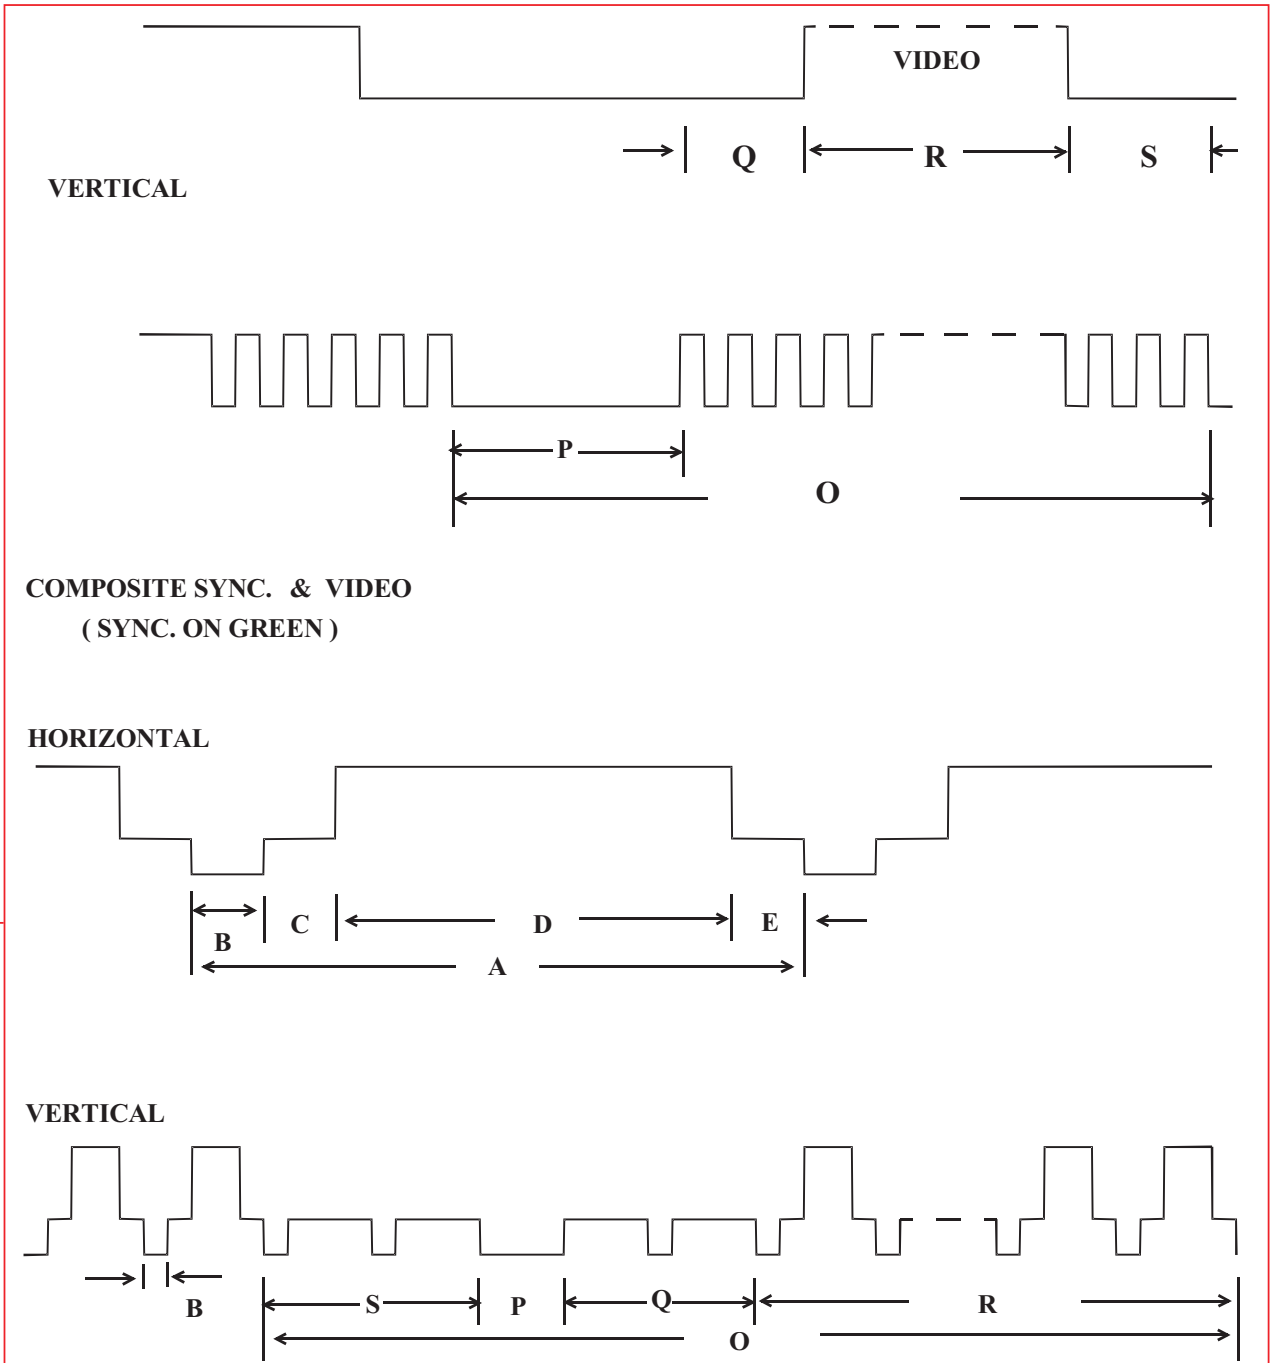 VIDEO
Q R S
VERTICAL
P
O
COMPOSITE SYNC. & VIDEO
( SYNC. ON GREEN )
HORIZONTAL
B C D E
A
VERTICAL
B S P Q R
O